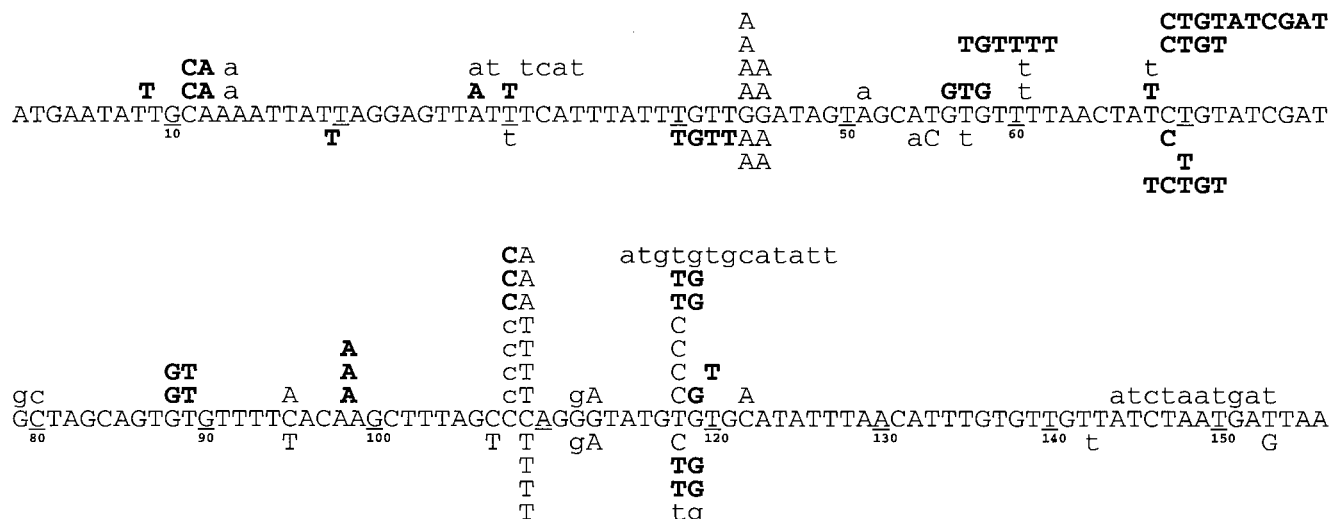 A CTGTATCGAT
A TGTTTT CTGT
CA a at tcat AA t t
T CA a A T AA a GTG t T
ATGAATATTGCAAAATTATTAGGAGTTATTTCATTTATTTGTTGGATAGTAGCATGTGTTTTAACTATCTGTATCGAT
10 50 60
T t TGTT AA aC t C
AA T
TCTGT
CA atgtgtgcatatt
CA TG
CA TG
cT C
A cT C
GT A cT C T
gc GT A A cT gA C G A atctaatgat
GCTAGCAGTGTGTTTTCACAAGCTTTAGCCCAGGGTATGTGTGCATATTTAACATTTGTGTTGTTATCTAATGATTAA
80 90 100 120 130 140 150
T T T gA C t G
T TG
T TG
T tg